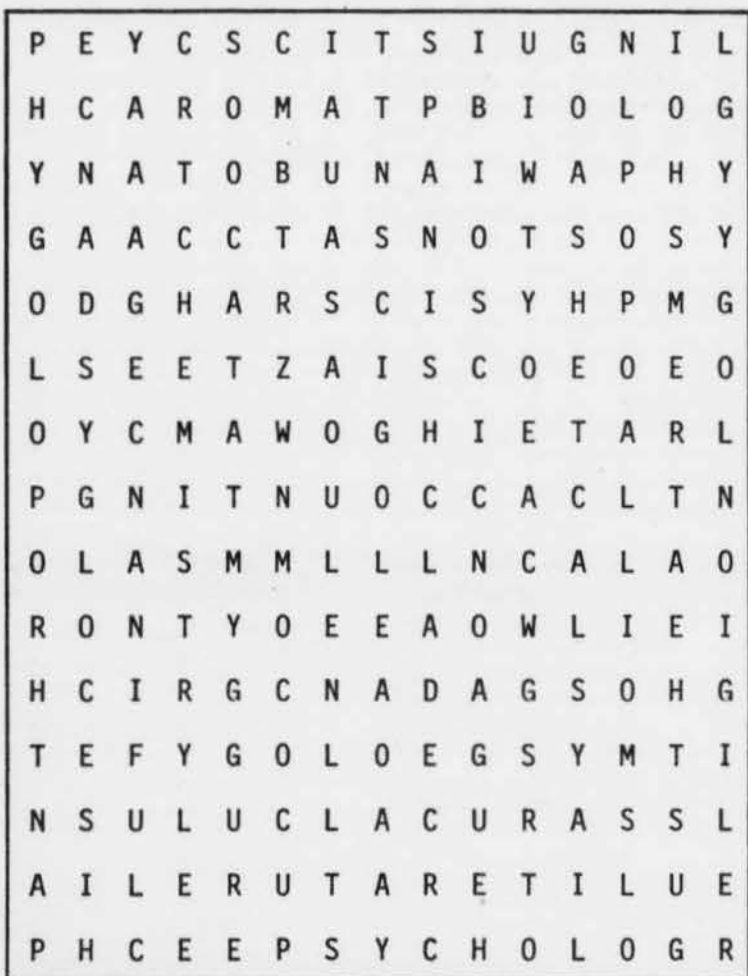 P E Y C S C I T S I U G N I L
H C A R O M A T P B I O L O G
Y N A T O B U N A I W A P H Y
G A A C C T A S N O T S O S Y
O D G H A R S C I S Y H P M G
L S E E T Z A I S C O E O E O
O Y C M A W O G H I E T A R L
P G N I T N U O C C A C L T N
O L A S M M L L L N C A L A O
R O N T Y O E E A O W L I E I
H C I R G C N A D A G S O H G
T E F Y G O L O E G S Y M T I
N S U L U C L A C U R A S S L
A I L E R U T A R E T I L U E
P H C E E P S Y C H O L O G R